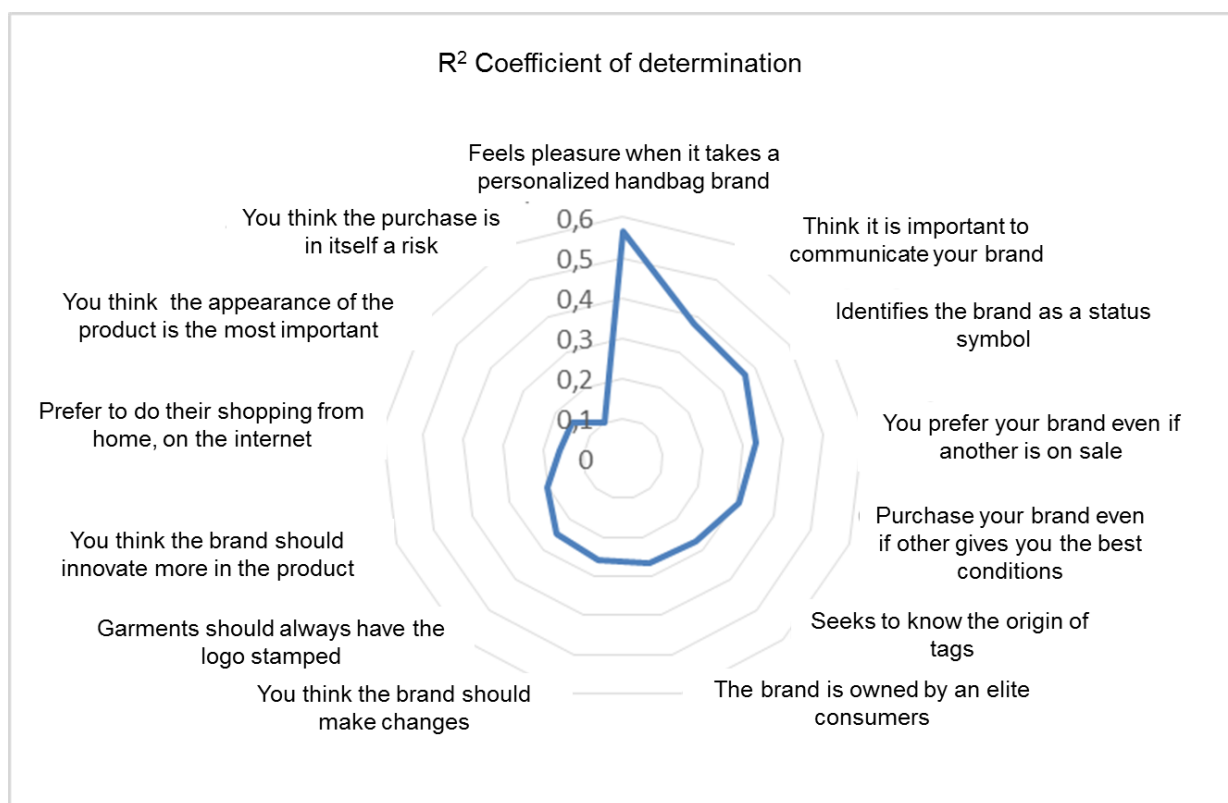 R² Coefficient of determination
Feels pleasure when it takes a
personalized handbag brand
Think it is important to
communicate your brand
Identifies the brand as a status
symbol
You prefer your brand even if
another is on sale
Purchase your brand even
if other gives you the best
conditions
Seeks to know the origin of
tags
The brand is owned by an elite
consumers
You think the brand should
make changes
Garments should always have the
logo stamped
You think the brand should
innovate more in the product
Prefer to do their shopping from
home, on the internet
You think the appearance of the
product is the most important
You think the purchase is
in itself a risk
0,6
0,5
0,4
0,3
0,2
0,1
0